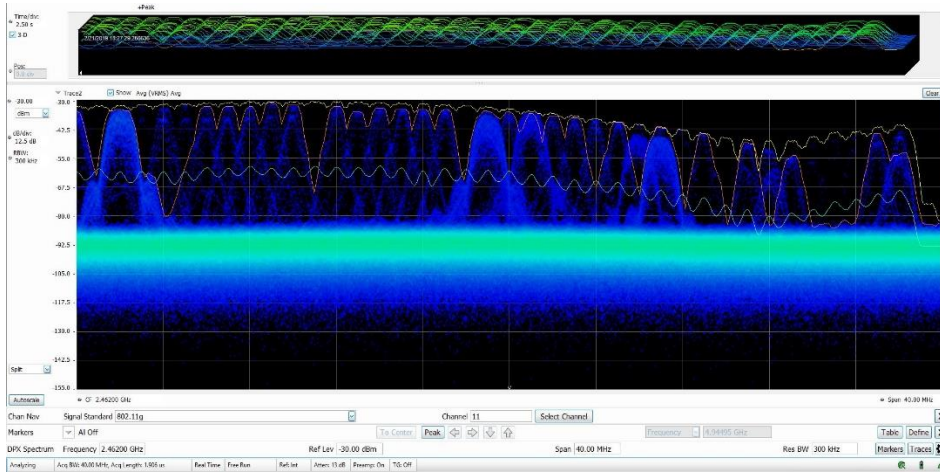 +Peak
Time/div:
2.50 s
3-D
Pos:
Trace2 Show Avg (VRMS) Avg Clear
-30.00
dBm
dB/div:
12.5 dB
RBW:
300 kHz
-30.0
-42.5
-55.0
-67.5
-80.0
-92.5
-105.0
-117.5
-130.0
-142.5
-155.0
Split
Autoscale CF 2.46200 GHz Span 40.00 MHz
Chan Nav Signal Standard 802.11g Channel 11 Select Channel
Markers All Off To Center Peak Frequency Table Define
DPX Spectrum Frequency 2.46200 GHz Ref Lev -30.00 dBm Span 40.00 MHz Res BW 300 kHz Markers Traces
Analyzing Acq BW: 40.00 MHz, Acq Length: 1.906 us Real Time Free Run Ref: Int Atten: 13 dB Preamp: On TG: Off